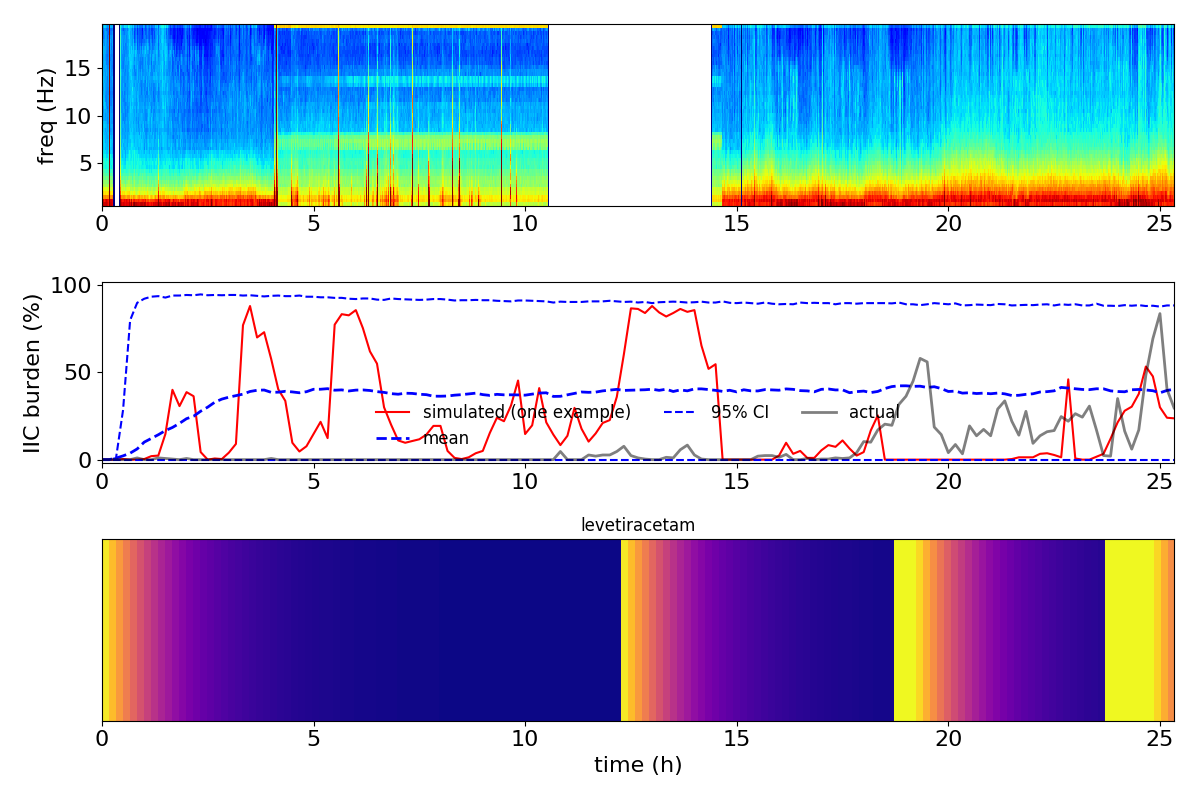 freq (Hz)
15
10
5
0 5 10 15 20 25
IIC burden (%)
100
50
0
simulated (one example) 95% CI actual
mean
0 5 10 15 20 25
levetiracetam
0 5 10 15 20 25
time (h)